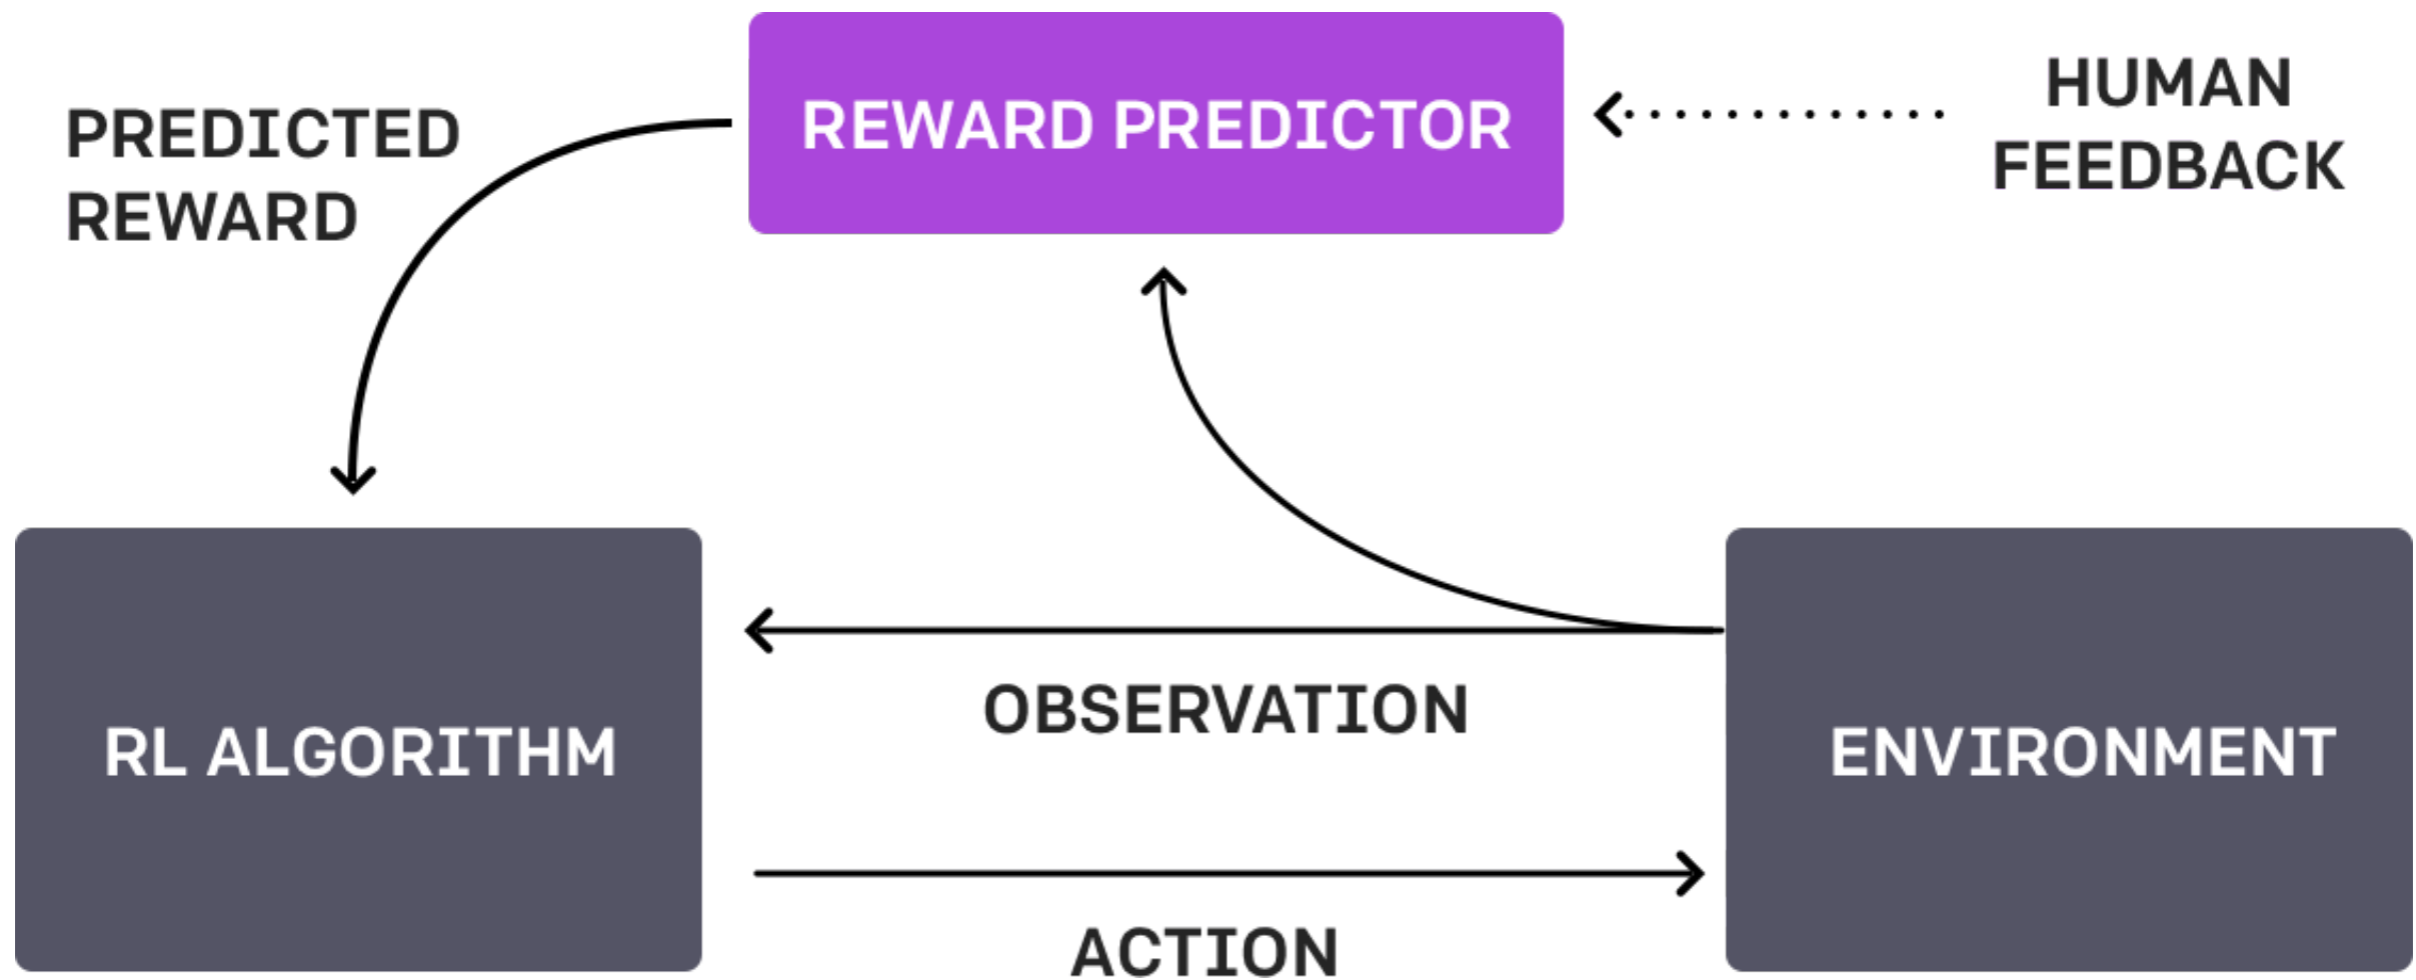 PREDICTED
REWARD
REWARD PREDICTOR
HUMAN
FEEDBACK
RL ALGORITHM
OBSERVATION
ENVIRONMENT
ACTION